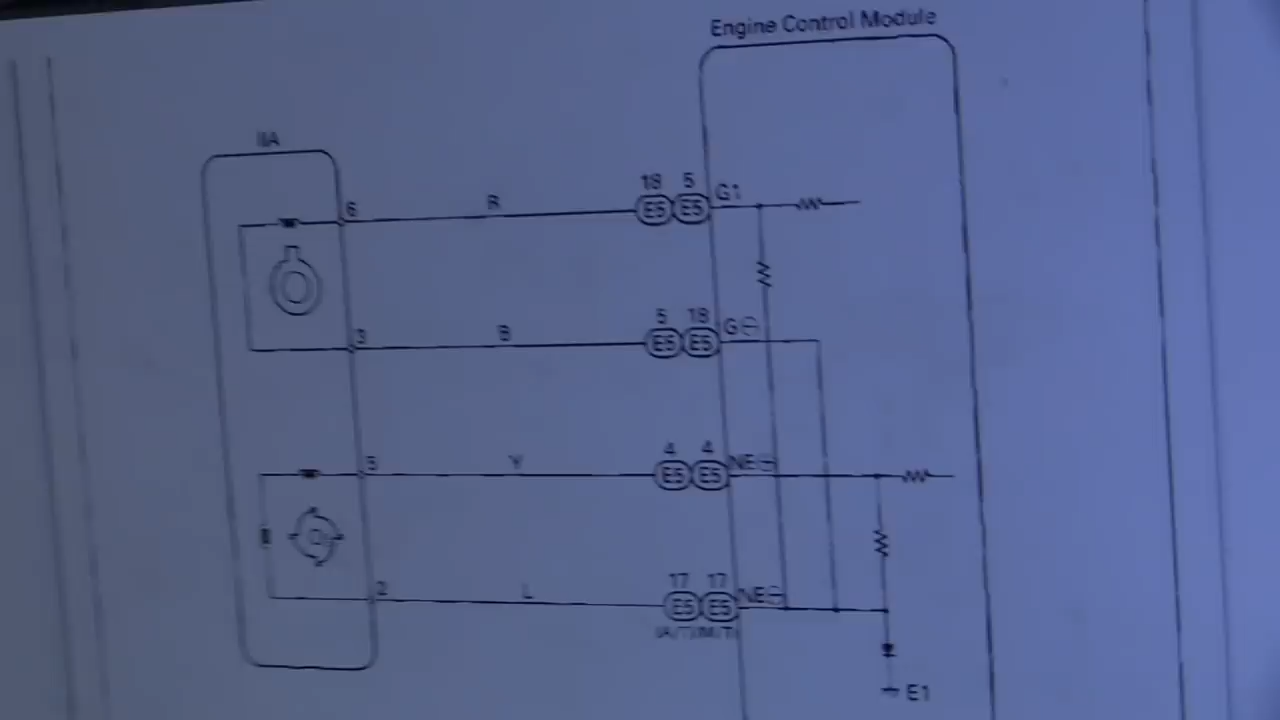 Engine Control Module
IIA
6 R 18 5 G1
E5 E5
3 B 5 18 G⊖
E5 E5
5 Y 4 4 NE⊖
E5 E5
2 L 17 17 NE⊖
E5 E5
(A/T)(M/T)
E1